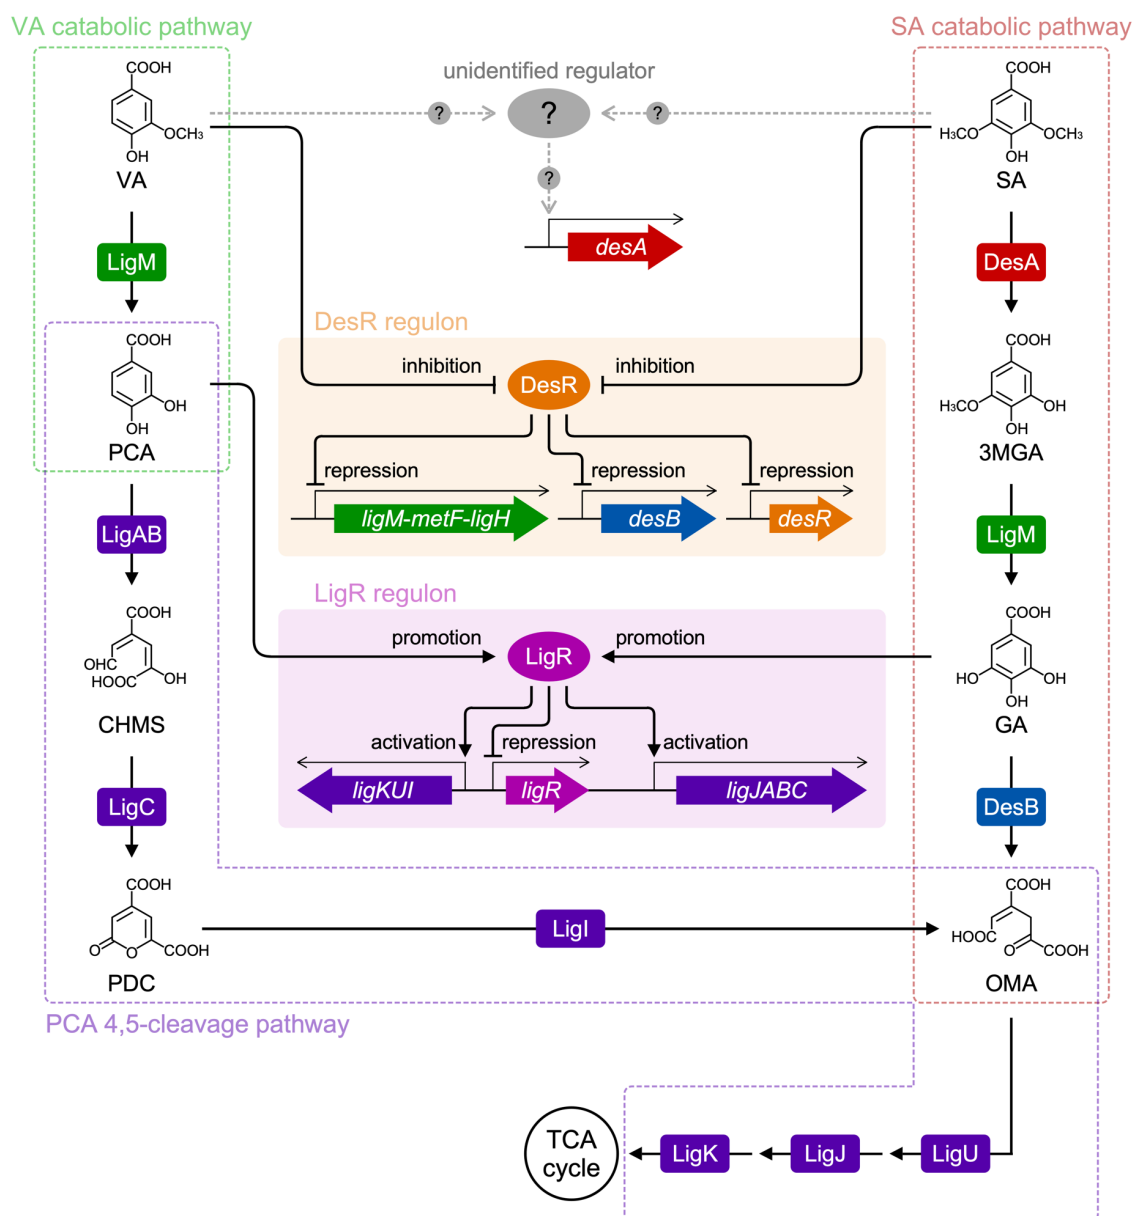 VA catabolic pathway
SA catabolic pathway
COOH
OCH3
OH
VA
unidentified regulator
?
?
?
?
COOH
H3CO
OCH3
OH
SA
desA
LigM
DesA
DesR regulon
COOH
OH
OH
PCA
inhibition
DesR
inhibition
COOH
H3CO
OH
OH
3MGA
repression
repression
repression
ligM-metF-ligH
desB
desR
LigAB
LigM
LigR regulon
COOH
OHC
HOOC
OH
CHMS
promotion
LigR
promotion
COOH
HO
OH
OH
GA
activation
repression
activation
ligKUI
ligR
ligJABC
LigC
DesB
COOH
O
O
COOH
PDC
LigI
COOH
HOOC
O
COOH
OMA
PCA 4,5-cleavage pathway
TCA
cycle
LigK
LigJ
LigU